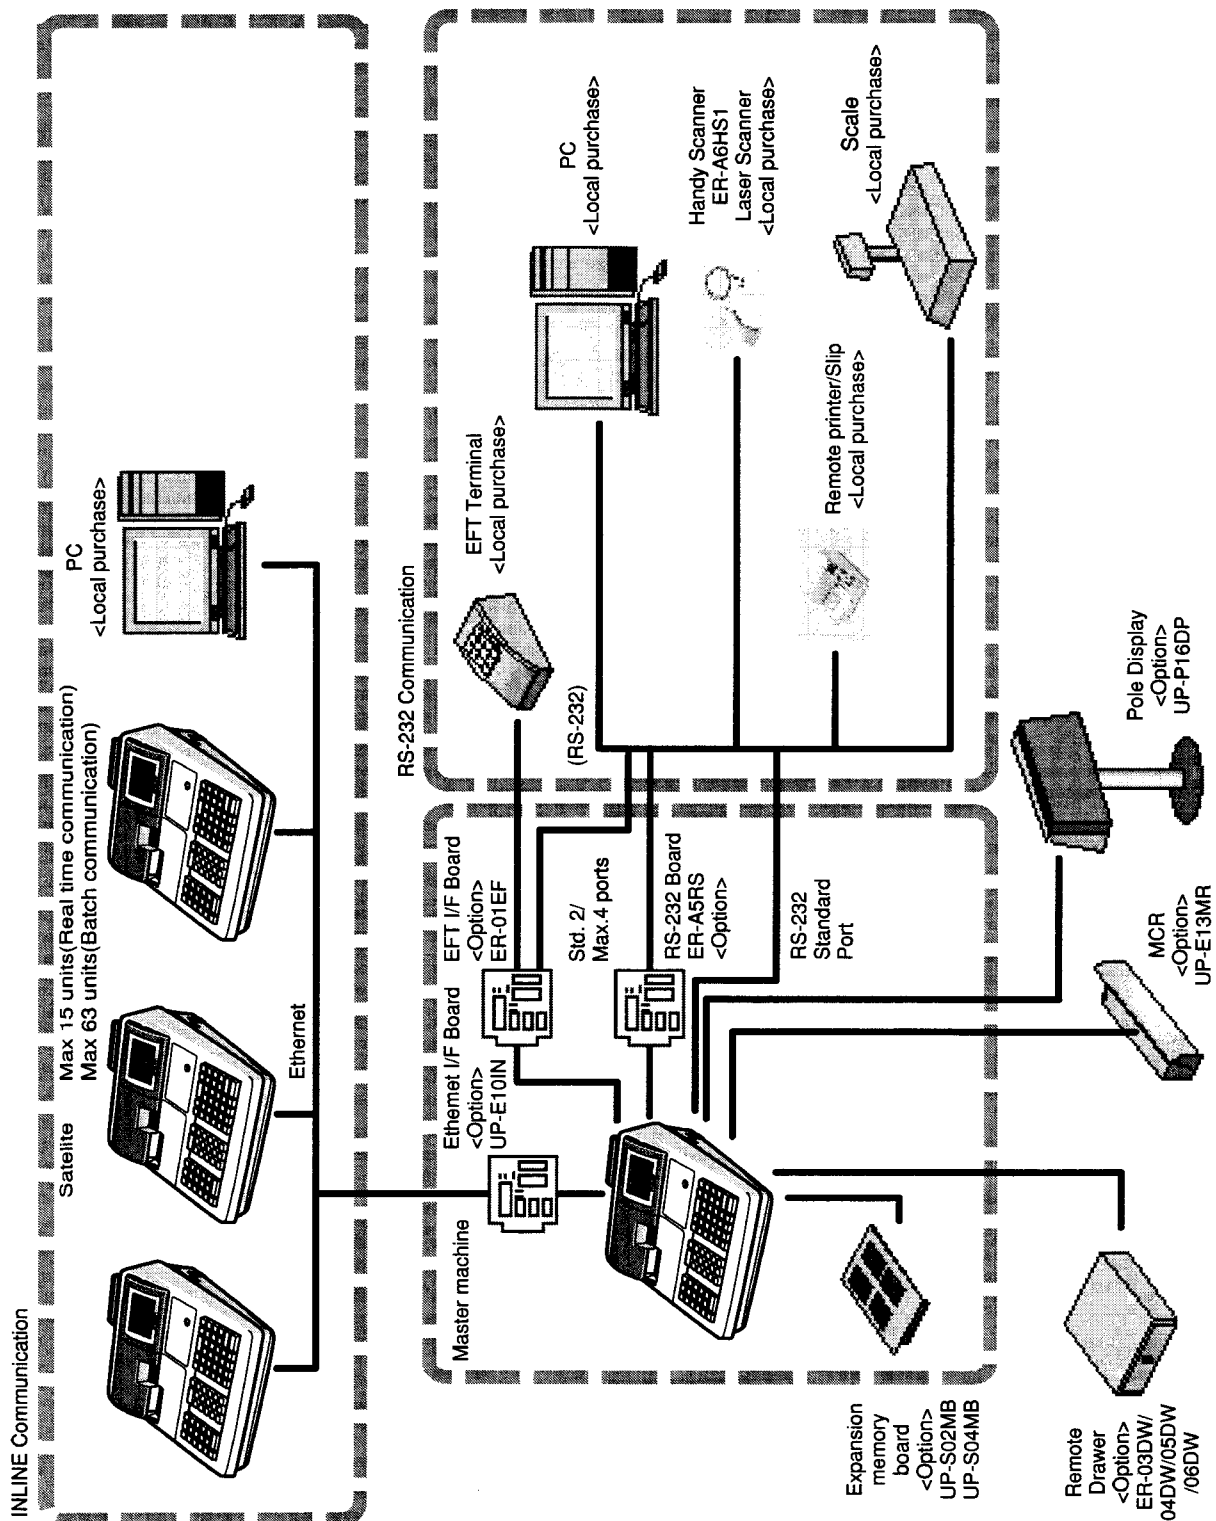 INLINE Communication
Satelite
Max 15 units(Real time communication)
Max 63 units(Batch communication)
PC
<Local purchase>
Ethernet
RS-232 Communication
EFT Terminal
<Local purchase>
(RS-232)
PC
<Local purchase>
Handy Scanner
ER-A6HS1
Laser Scanner
<Local purchase>
Remote printer/Slip
<Local purchase>
Scale
<Local purchase>
Master machine
Ethernet I/F Board
<Option>
UP-E10IN
EFT I/F Board
<Option>
ER-01EF
Std. 2/
Max.4 ports
RS-232 Board
ER-A5RS
<Option>
RS-232
Standard
Port
Expansion
memory
board
<Option>
UP-S02MB
UP-S04MB
Remote
Drawer
<Option>
ER-03DW/
04DW/05DW
/06DW
MCR
<Option>
UP-E13MR
Pole Display
<Option>
UP-P16DP